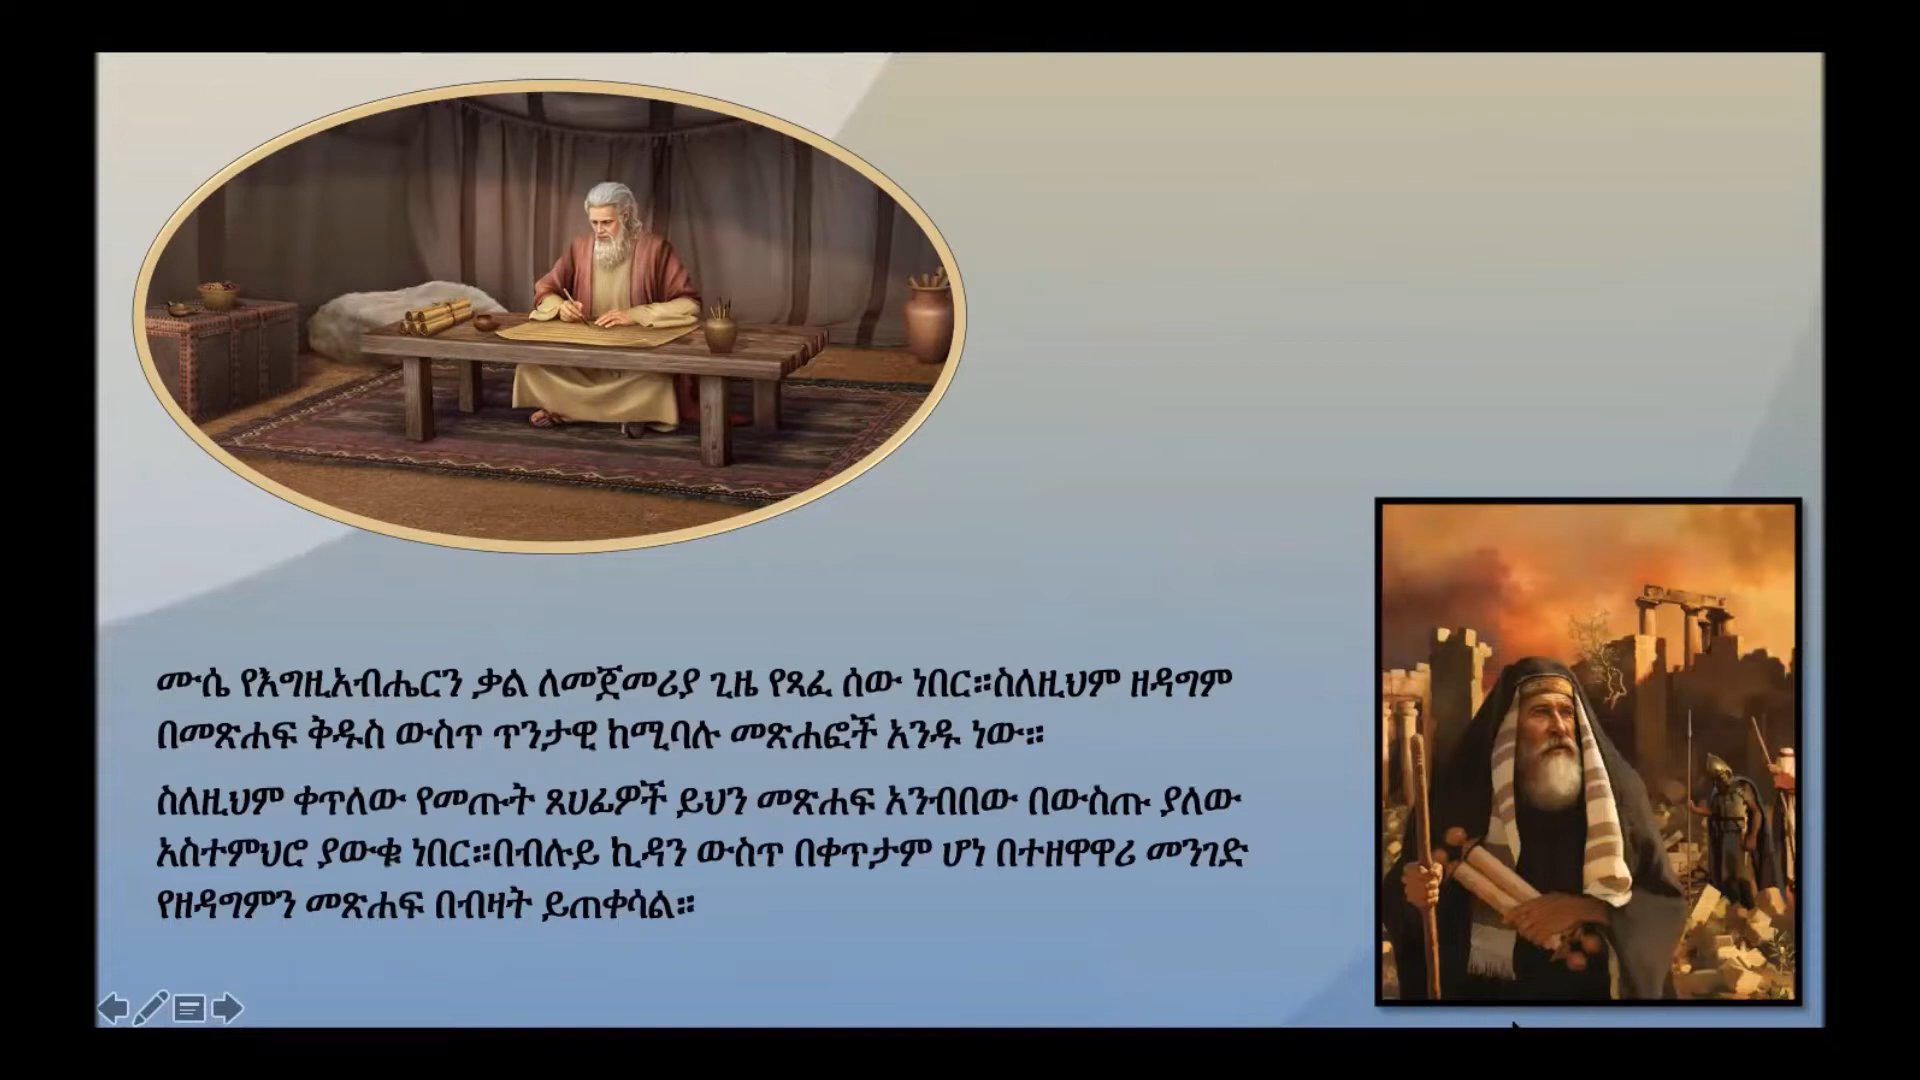 ሙሴ የእግዚአብሔርን ቃል ለመጀመሪያ ጊዜ የጻፈ ሰው ነበር።ስለዚህም ዘዳግም
በመጽሐፍ ቅዱስ ውስጥ ጥንታዊ ከሚባሉ መጽሐፎች አንዱ ነው።
ስለዚህም ቀጥለው የመጡት ጸሀፊዎች ይህን መጽሐፍ አንብበው በውስጡ ያለው
አስተምህሮ ያውቁ ነበር።በብሉይ ኪዳን ውስጥ በቀጥታም ሆነ በተዘዋዋሪ መንገድ
የዘዳግምን መጽሐፍ በብዛት ይጠቀሳል።